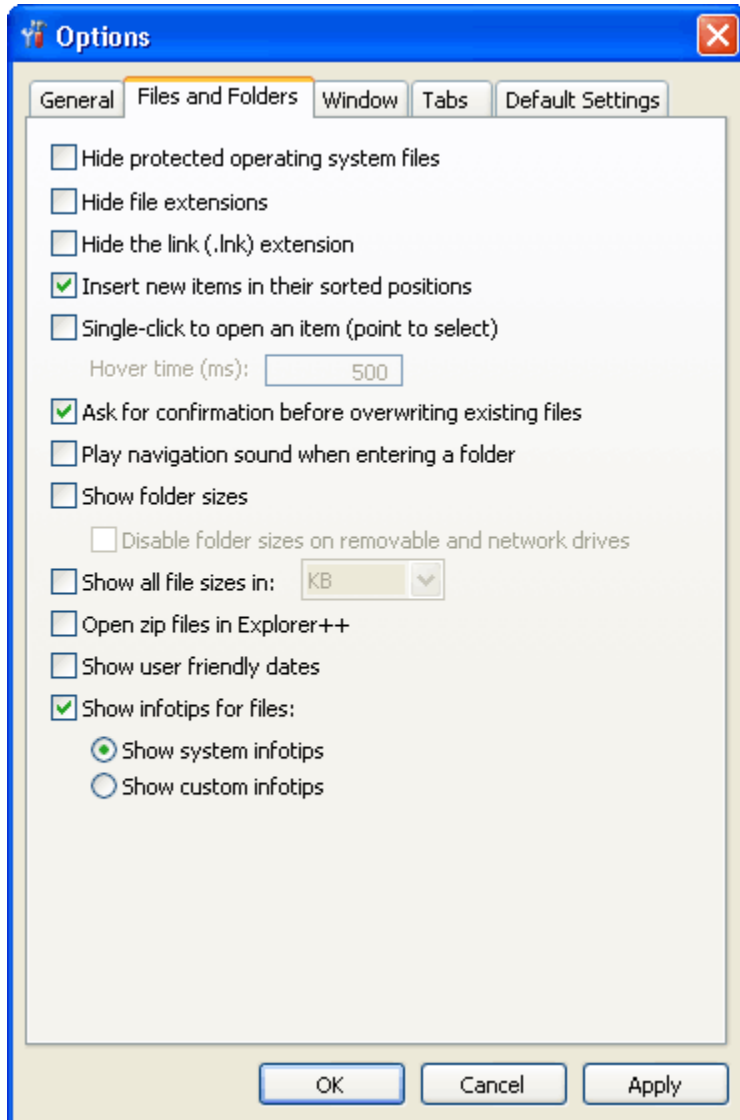 Options
General Files and Folders Window Tabs Default Settings
Hide protected operating system files
Hide file extensions
Hide the link (.lnk) extension
Insert new items in their sorted positions
Single-click to open an item (point to select)
Hover time (ms): 500
Ask for confirmation before overwriting existing files
Play navigation sound when entering a folder
Show folder sizes
Disable folder sizes on removable and network drives
Show all file sizes in: KB
Open zip files in Explorer++
Show user friendly dates
Show infotips for files:
Show system infotips
Show custom infotips
OK Cancel Apply